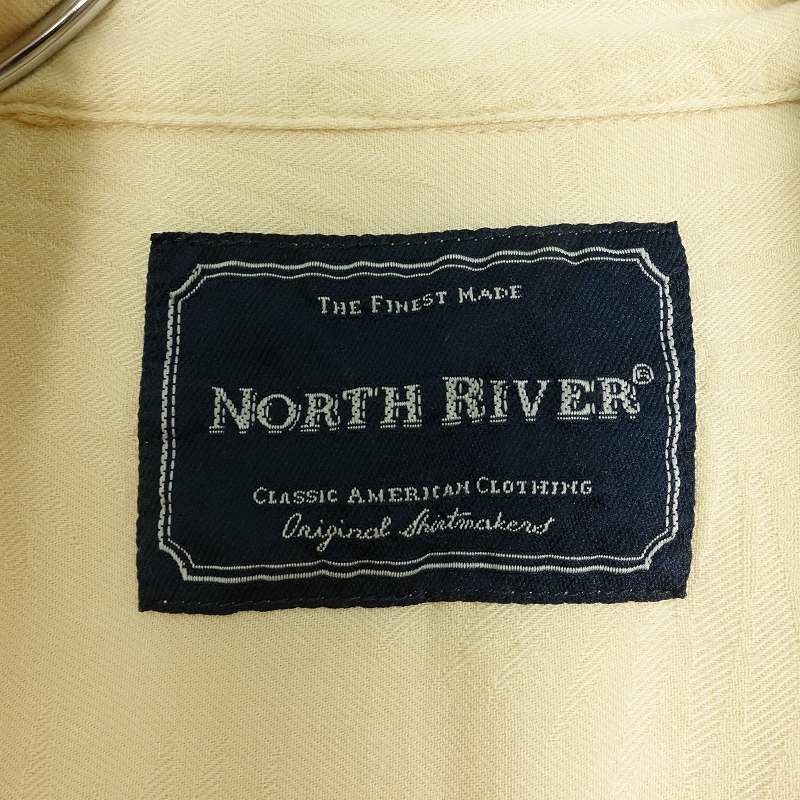 THE FINEST MADE
NORTH RIVER®
CLASSIC AMERICAN CLOTHING
Original Shirtmakers